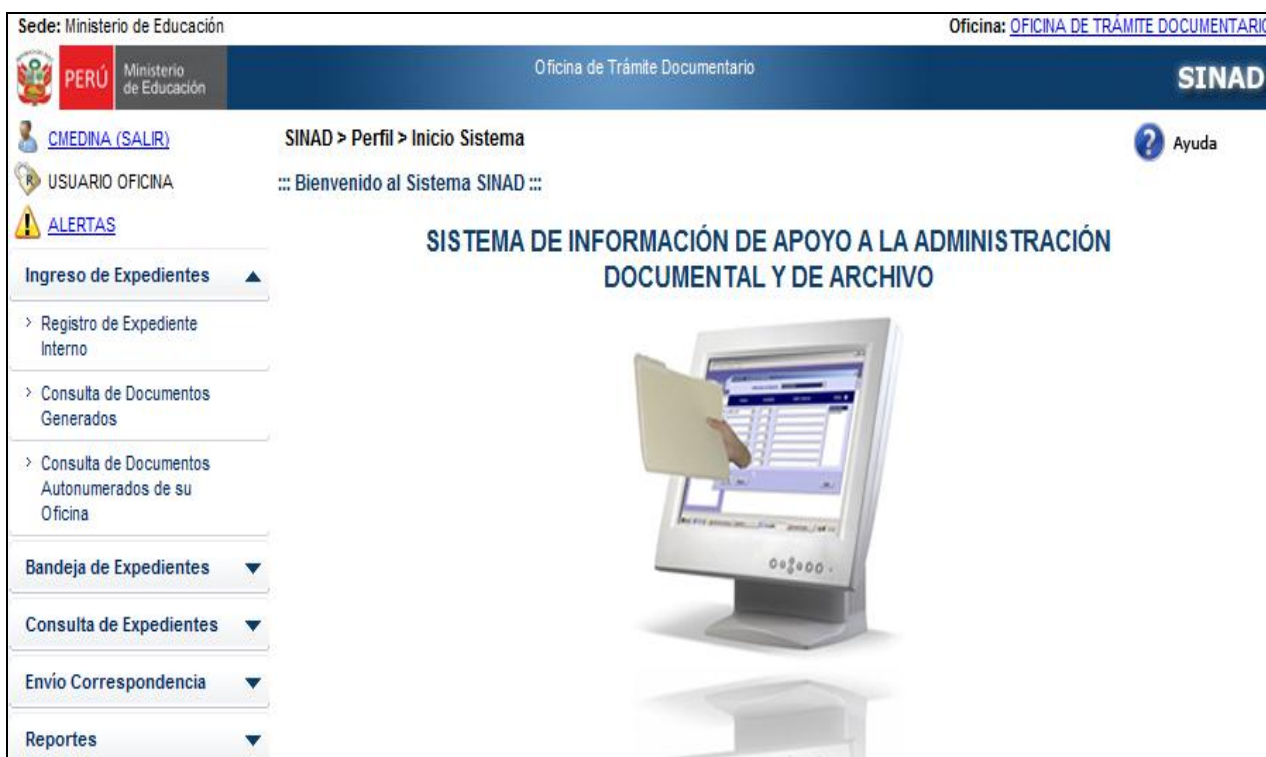 Sede: Ministerio de Educación
Oficina: OFICINA DE TRÁMITE DOCUMENTARIO
PERÚ
Ministerio
de Educación
Oficina de Trámite Documentario
SINAD
CMEDINA (SALIR)
SINAD > Perfil > Inicio Sistema
Ayuda
USUARIO OFICINA
::: Bienvenido al Sistema SINAD :::
ALERTAS
SISTEMA DE INFORMACIÓN DE APOYO A LA ADMINISTRACIÓN
DOCUMENTAL Y DE ARCHIVO
Ingreso de Expedientes
> Registro de Expediente
Interno
> Consulta de Documentos
Generados
> Consulta de Documentos
Autonumerados de su
Oficina
Bandeja de Expedientes
Consulta de Expedientes
Envío Correspondencia
Reportes